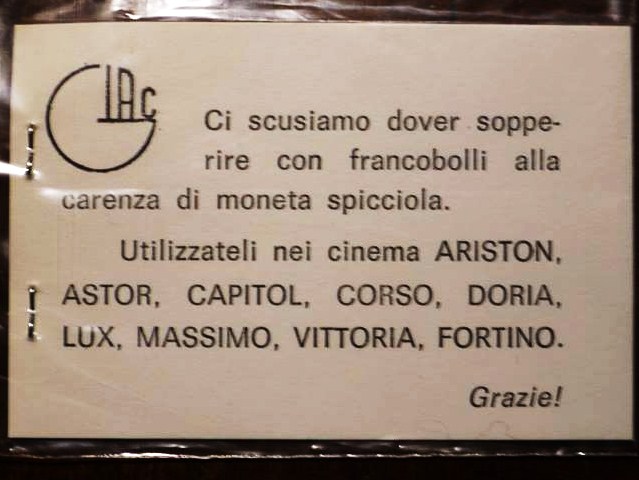 GIAC
Ci scusiamo dover soppe-
rire con francobolli alla
carenza di moneta spicciola.
Utilizzateli nei cinema ARISTON,
ASTOR, CAPITOL, CORSO, DORIA,
LUX, MASSIMO, VITTORIA, FORTINO.
Grazie!